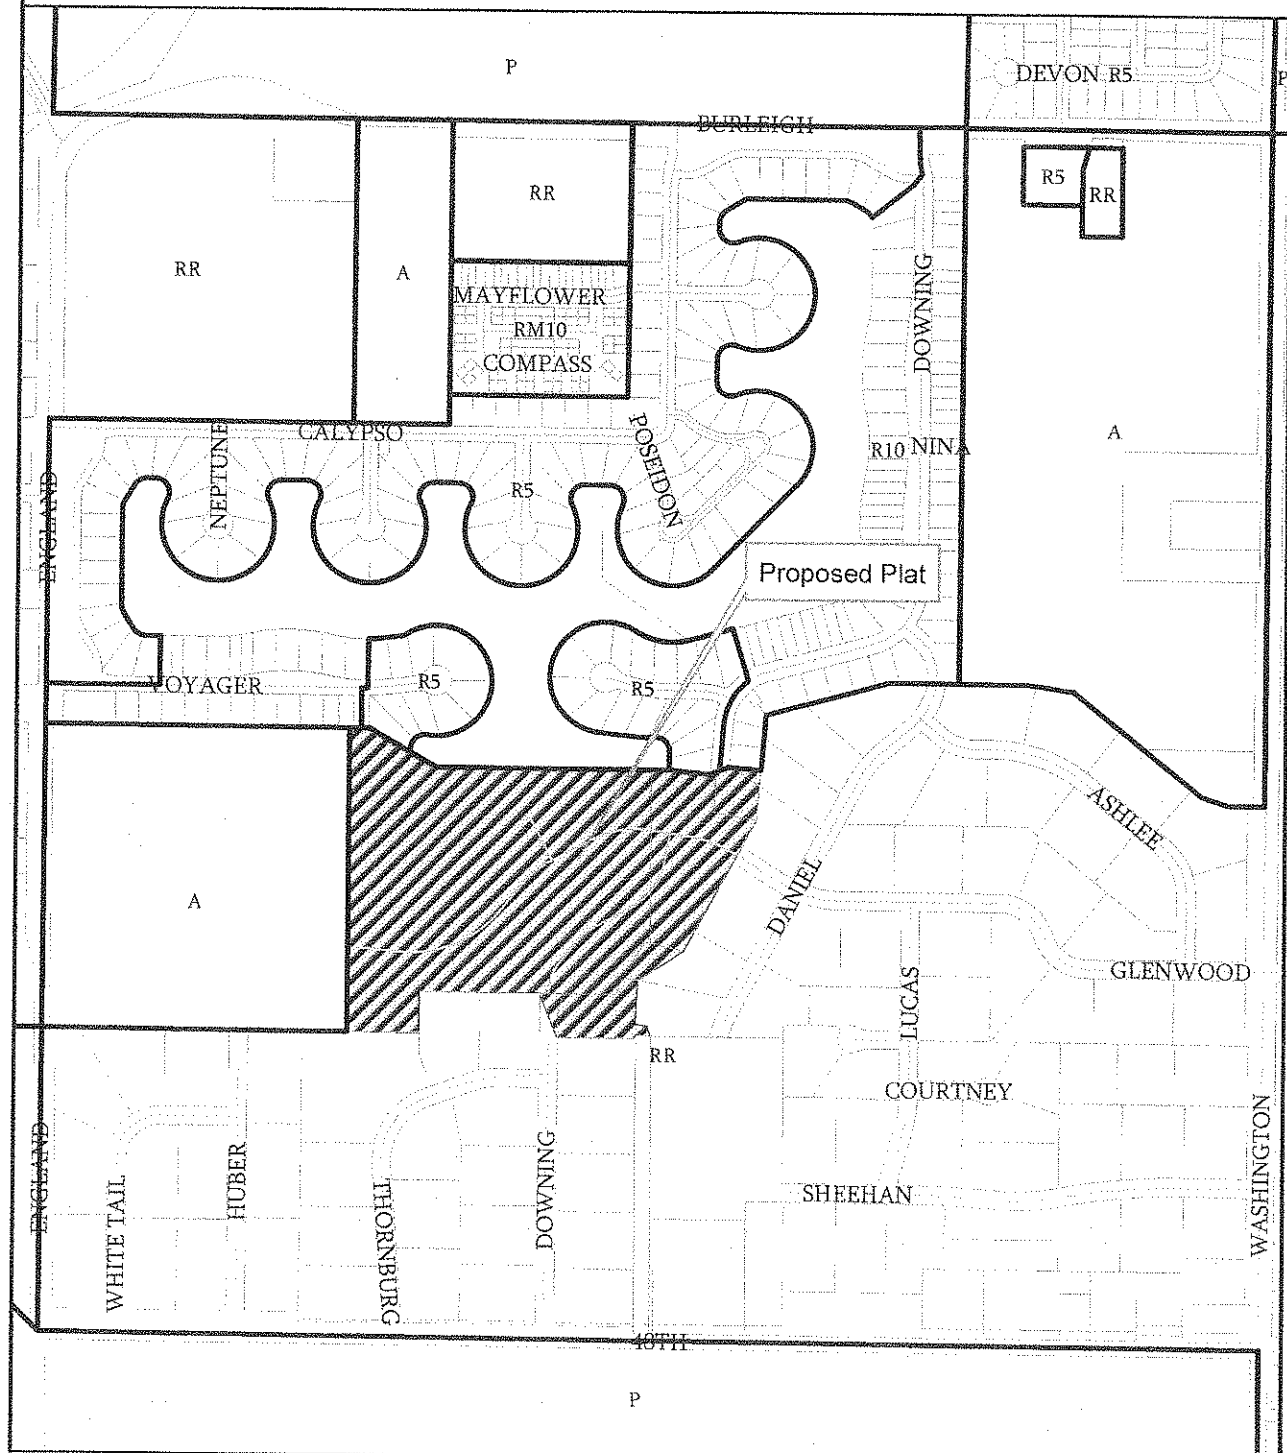 P
DEVON R5
P
BURLEIGH
R5
RR
RR
RR
A
MAYFLOWER
RM10
COMPASS
DOWNING
NEPTUNE
CALYPSO
POSEIDON
R5
R10 NINA
A
ENGLAND
Proposed Plat
VOYAGER
R5
R5
ASHLEE
DANIEL
A
LUCAS
GLENWOOD
RR
COURTNEY
ENGLAND
WHITE TAIL
HUBER
THORNBURG
DOWNING
SHEEHAN
WASHINGTON
48TH
P